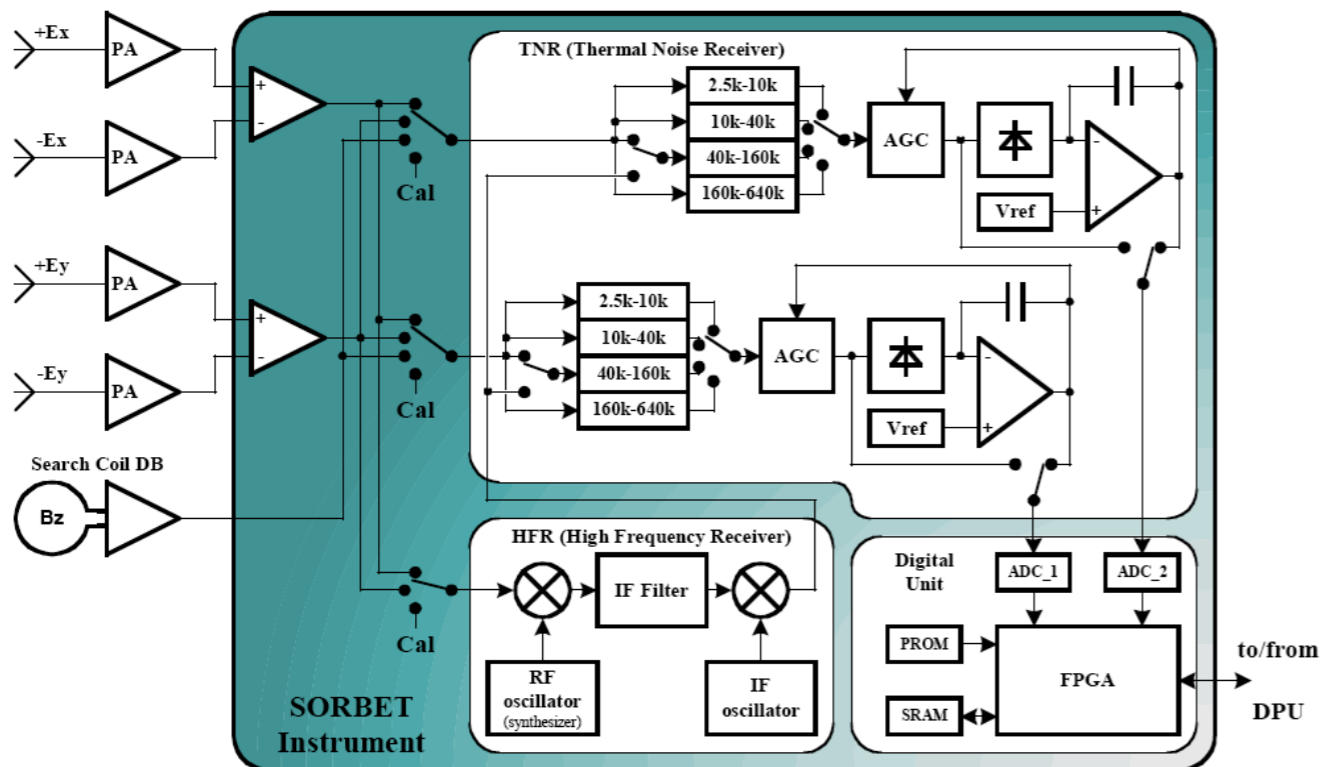 +Ex
PA
-Ex
PA
+Ey
PA
-Ey
PA
Search Coil DB
Bz
+
-
+
-
Cal
Cal
Cal
SORBET
Instrument
TNR (Thermal Noise Receiver)
2.5k-10k
10k-40k
40k-160k
160k-640k
AGC
Vref
-
+
2.5k-10k
10k-40k
40k-160k
160k-640k
AGC
Vref
-
+
HFR (High Frequency Receiver)
IF Filter
RF
oscillator
(synthesizer)
IF
oscillator
Digital
Unit
ADC_1
ADC_2
PROM
SRAM
FPGA
to/from
DPU